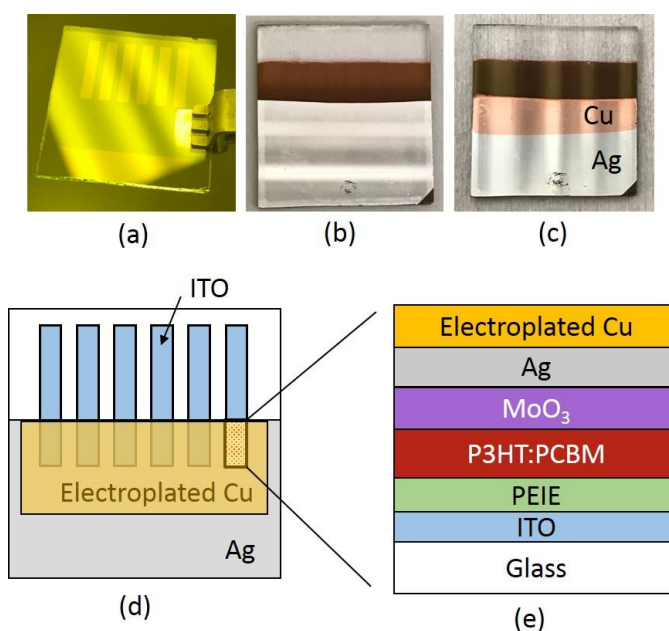 Cu
Ag
(a)
(b)
(c)
ITO
Electroplated Cu
Ag
(d)
Electroplated Cu
Ag
MoO₃
P3HT:PCBM
PEIE
ITO
Glass
(e)